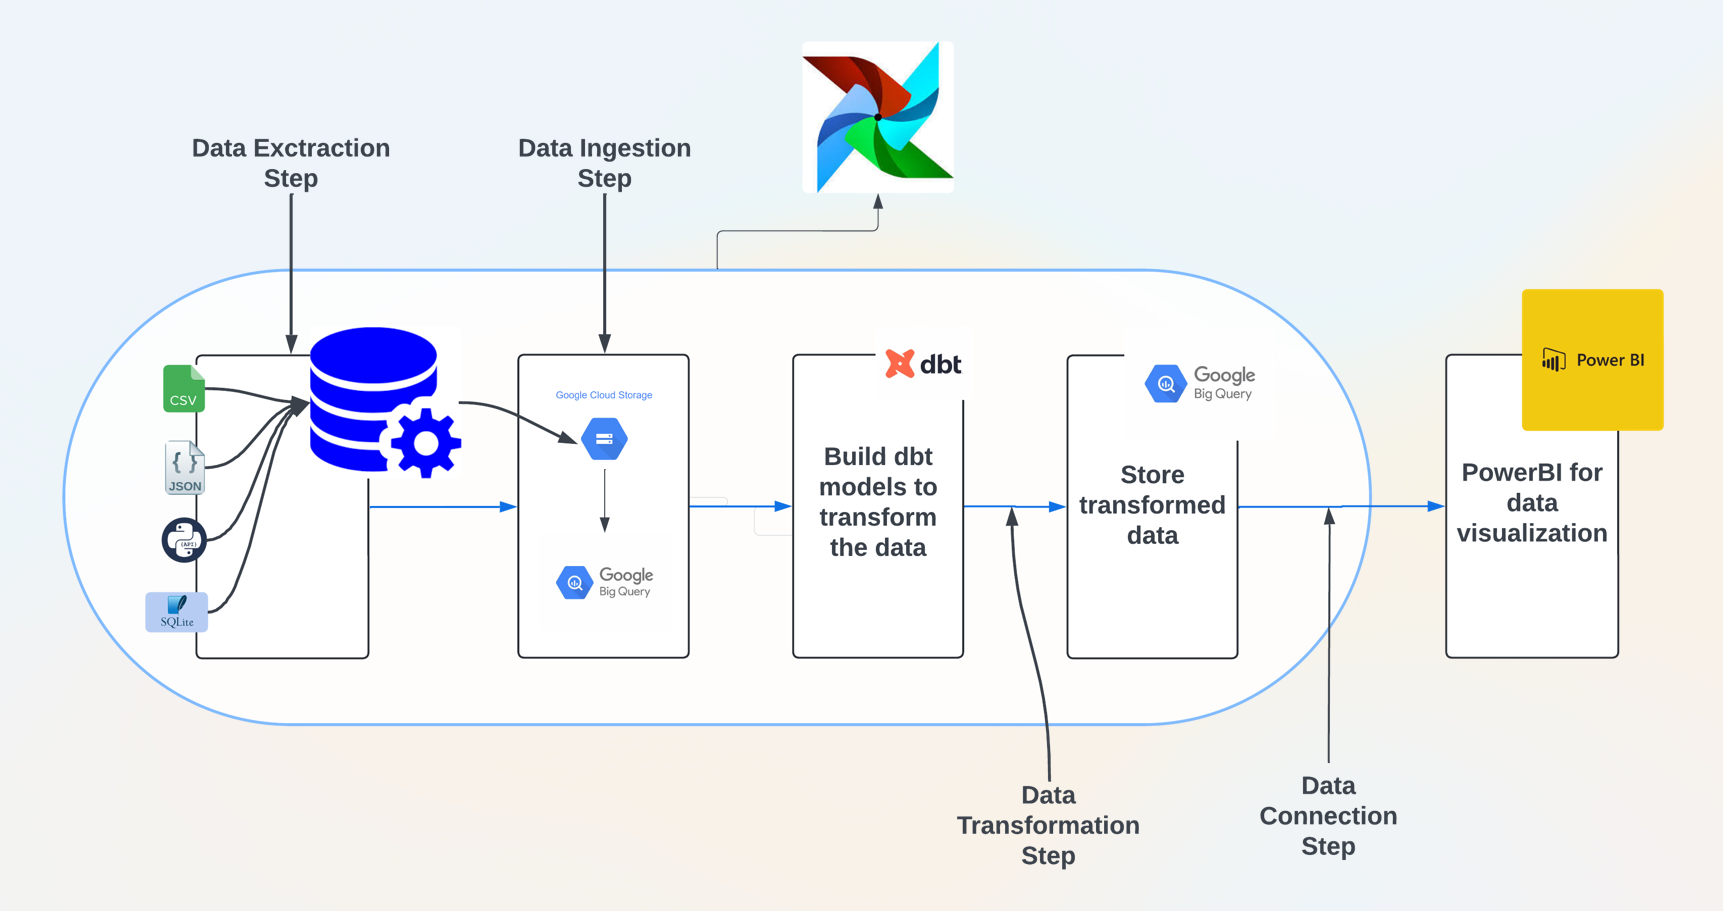 Data Exctraction
Step
Data Ingestion
Step
CSV
{ }
JSON
(API)
SQLite
Google Cloud Storage
Google
Big Query
dbt
Build dbt
models to
transform
the data
Google
Big Query
Store
transformed
data
Power BI
PowerBI for
data
visualization
Data
Transformation
Step
Data
Connection
Step